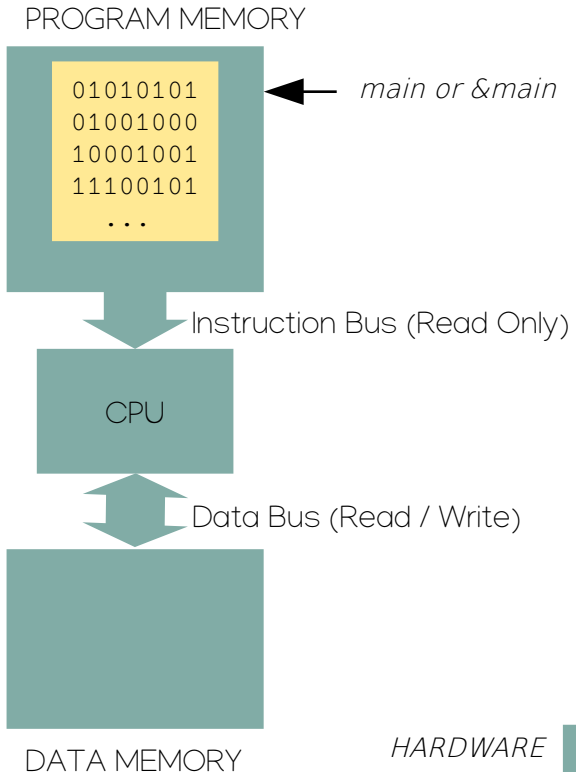 PROGRAM MEMORY
01010101
main or &main
01001000
10001001
11100101
...
Instruction Bus (Read Only)
CPU
Data Bus (Read / Write)
DATA MEMORY
HARDWARE